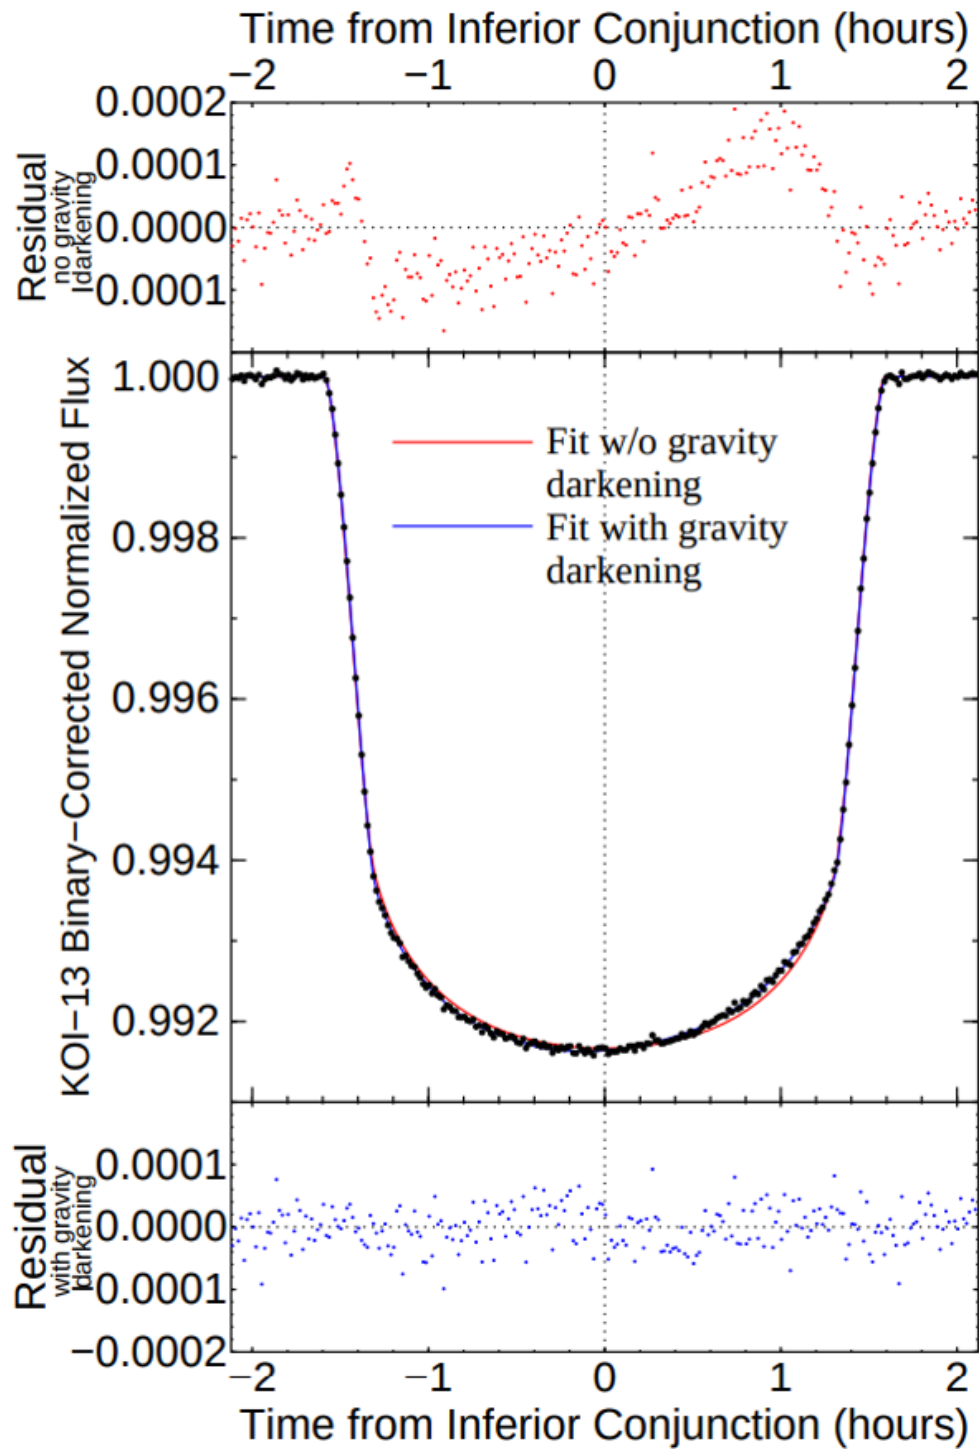 Time from Inferior Conjunction (hours)
−2 −1 0 1 2
0.0002
0.0001
0.0000
0.0001
Residual
no gravity
darkening
1.000
0.998
0.996
0.994
0.992
KOI−13 Binary−Corrected Normalized Flux
Fit w/o gravity
darkening
Fit with gravity
darkening
0.0001
0.0000
0.0001
−0.0002
Residual
with gravity
darkening
−2 −1 0 1 2
Time from Inferior Conjunction (hours)